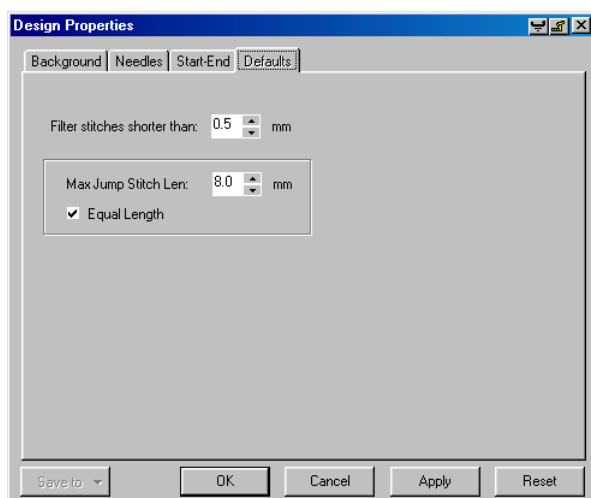 Design Properties
Background Needles Start-End Defaults
Filter stitches shorter than: 0.5 mm
Max Jump Stitch Len: 8.0 mm
Equal Length
Save to OK Cancel Apply Reset